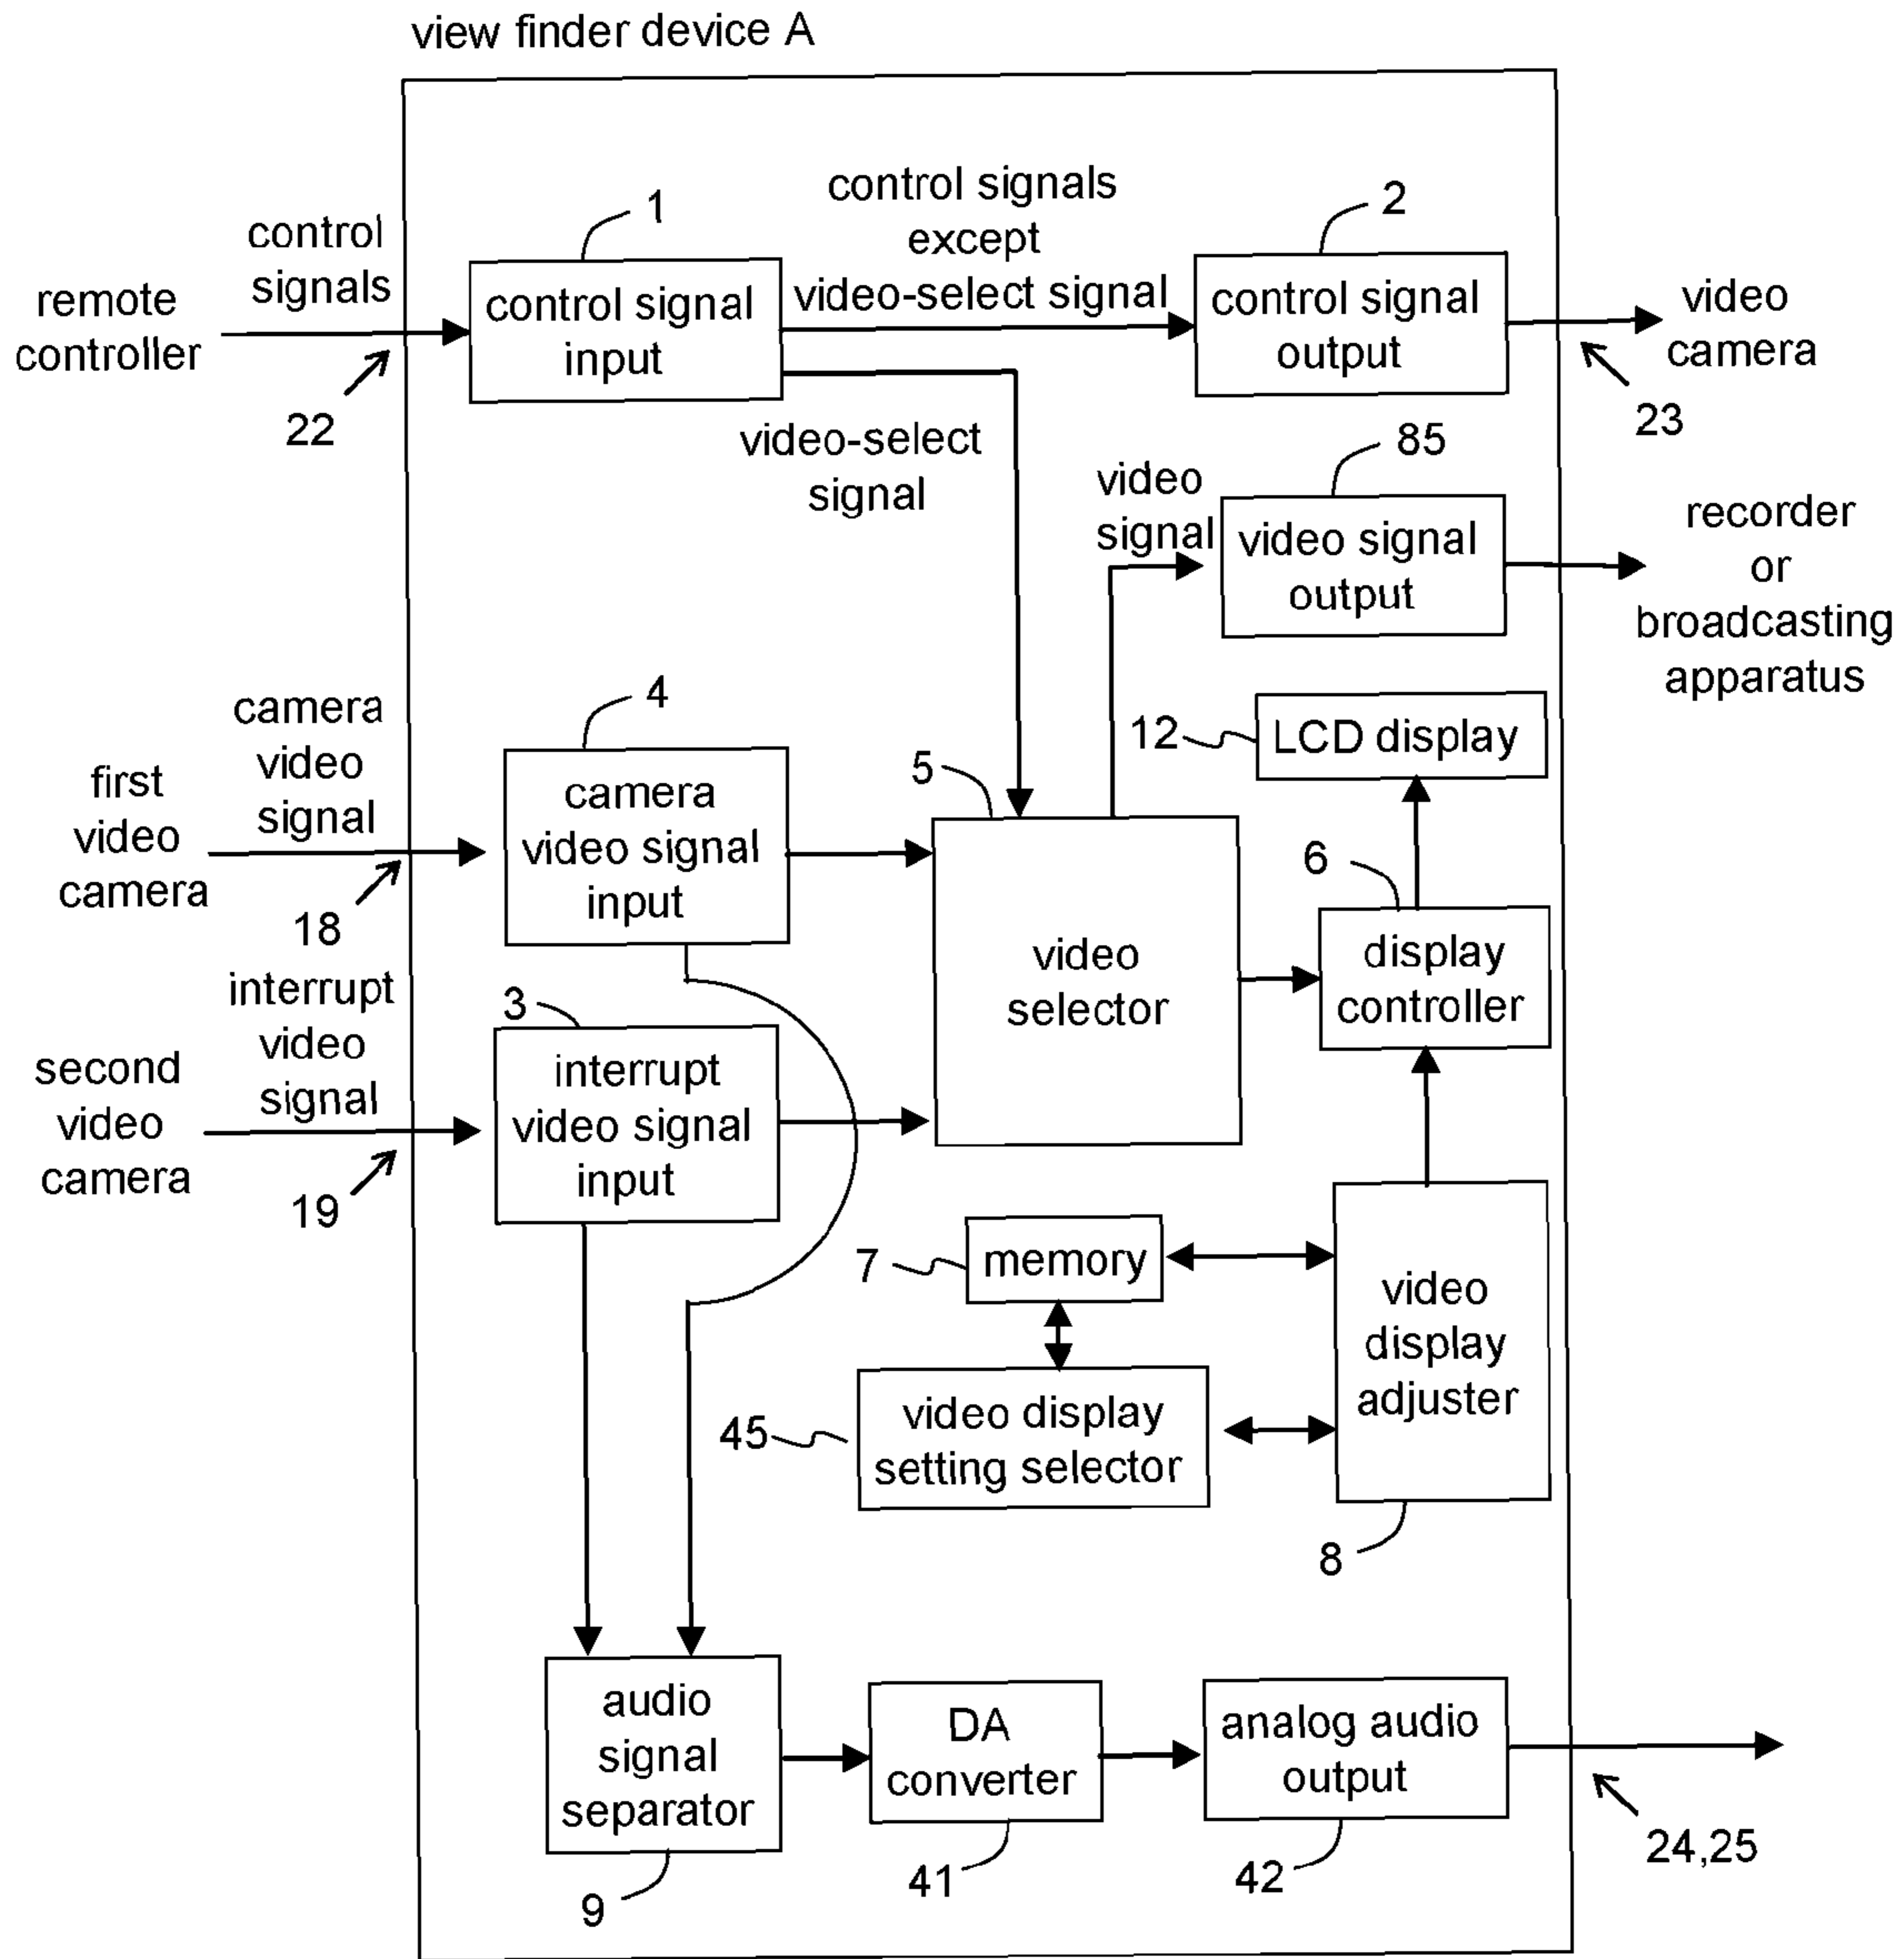 view finder device A
remote
controller
control
signals
22
1
control signal
input
control signals
except
video-select signal
video-select
signal
2
control signal
output
video
camera
23
85
video
signal
video signal
output
recorder
or
broadcasting
apparatus
first
video
camera
camera
video
signal
18
4
camera
video signal
input
5
video
selector
12
LCD display
6
display
controller
second
video
camera
interrupt
video
signal
19
3
interrupt
video signal
input
7
memory
45
video display
setting selector
video
display
adjuster
8
audio
signal
separator
9
DA
converter
41
analog audio
output
42
24,25